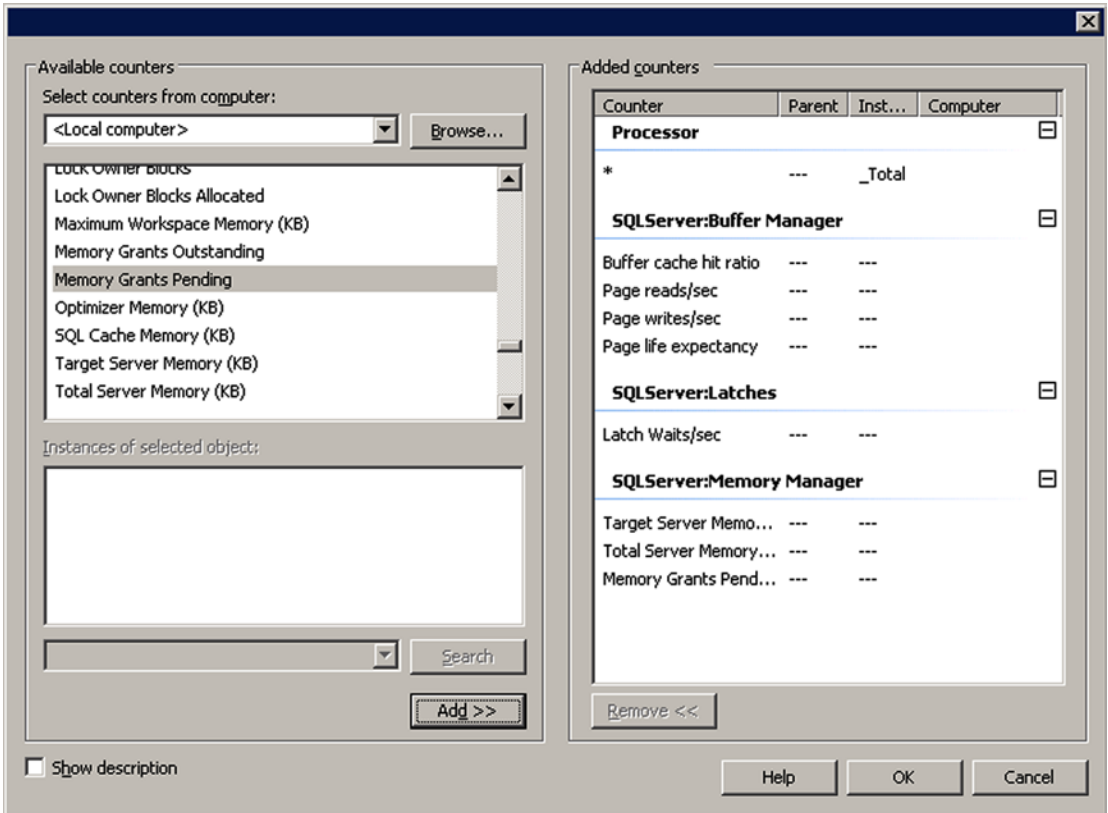 Available counters
Select counters from computer:
<Local computer>
Browse...
Lock Owner Blocks
Lock Owner Blocks Allocated
Maximum Workspace Memory (KB)
Memory Grants Outstanding
Memory Grants Pending
Optimizer Memory (KB)
SQL Cache Memory (KB)
Target Server Memory (KB)
Total Server Memory (KB)
Instances of selected object:
Search
Add >>
Show description
Added counters
Counter Parent Inst... Computer
Processor
* --- _Total
SQLServer:Buffer Manager
Buffer cache hit ratio --- ---
Page reads/sec --- ---
Page writes/sec --- ---
Page life expectancy --- ---
SQLServer:Latches
Latch Waits/sec --- ---
SQLServer:Memory Manager
Target Server Memo... --- ---
Total Server Memory... --- ---
Memory Grants Pend... --- ---
Remove <<
Help OK Cancel